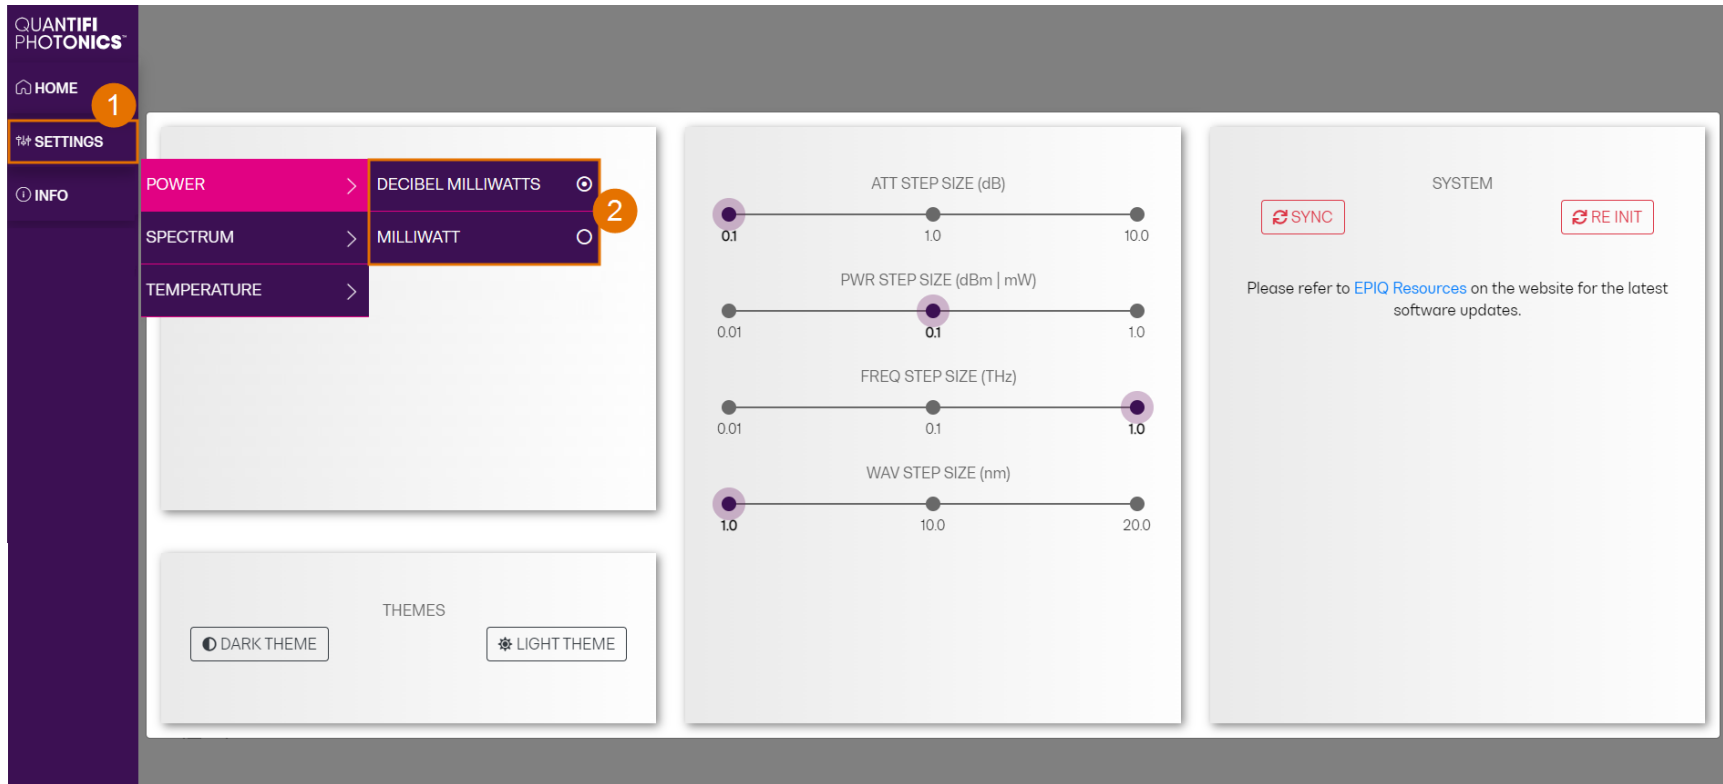 QUANTIFI
PHOTONICS™
HOME
1
SETTINGS
INFO
POWER
SPECTRUM
TEMPERATURE
DECIBEL MILLIWATTS
MILLIWATT
2
THEMES
DARK THEME
LIGHT THEME
ATT STEP SIZE (dB)
0.1 1.0 10.0
PWR STEP SIZE (dBm | mW)
0.01 0.1 1.0
FREQ STEP SIZE (THz)
0.01 0.1 1.0
WAV STEP SIZE (nm)
1.0 10.0 20.0
SYSTEM
SYNC
RE INIT
Please refer to EPIQ Resources on the website for the latest
software updates.